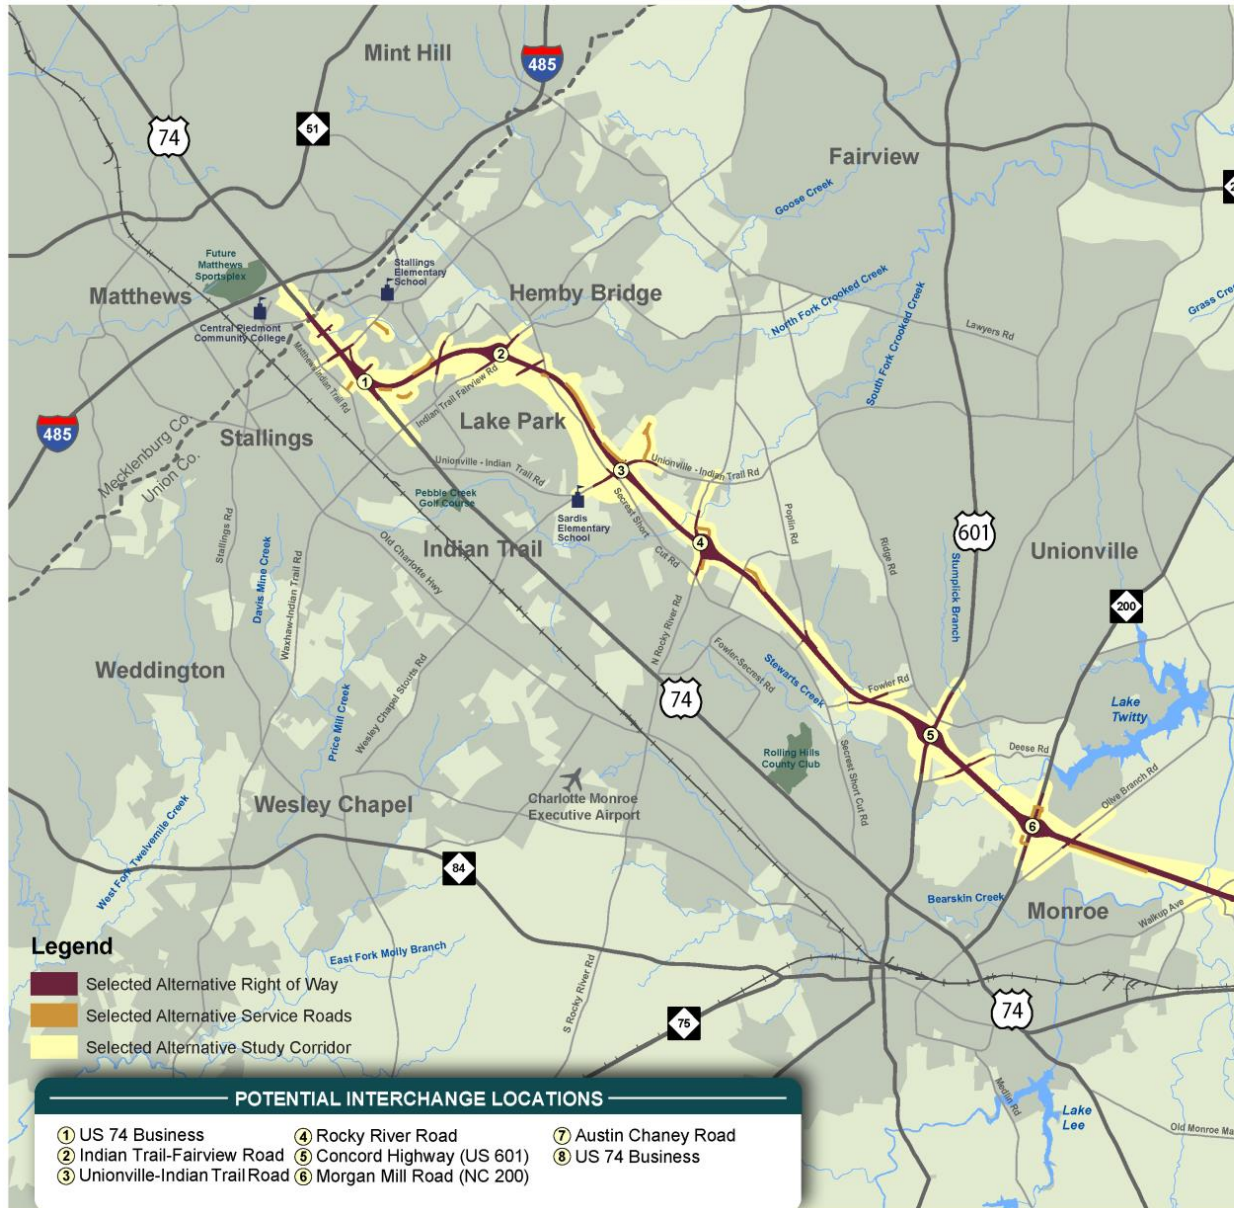 Mint Hill
485
74
51
Fairview
2
Goose Creek
Future
Matthews
Sportsplex
Stallings
Elementary
School
Matthews
Hemby Bridge
North Fork Crooked Creek
South Fork Crooked Creek
Grass Cree
Central Piedmont
Community College
Lawyers Rd
Matthews Indian Trail Rd
1
2
Indian Trail Fairview Rd
485
Mecklenburg Co.
Union Co.
Stallings
Lake Park
Unionville - Indian Trail Rd
3
Unionville - Indian Trail Rd
Pebble Creek
Golf Course
Sardis
Elementary
School
Secrest Short
Cut Rd
Poplin Rd
Ridge Rd
601
Unionville
Stallings Rd
Davis Mine Creek
Waxhaw-Indian Trail Rd
Old Charlotte Hwy
Indian Trail
4
Stumplick Branch
200
N Rocky River Rd
Fowler-Secrest Rd
Stewarts Creek
Fowler Rd
Weddington
Price Mill Creek
Wesley Chapel Stouts Rd
74
Lake
Twitty
5
Deese Rd
Rolling Hills
County Club
Secrest Short Cut Rd
Olive Branch Rd
Wesley Chapel
Charlotte Monroe
Executive Airport
6
West Fork Twelvemile Creek
84
Bearskin Creek
Monroe
Walkup Ave
East Fork Molly Branch
S Rocky River Rd
75
74
Medlin Rd
Lake
Lee
Old Monroe Ma
Legend
Selected Alternative Right of Way
Selected Alternative Service Roads
Selected Alternative Study Corridor
POTENTIAL INTERCHANGE LOCATIONS
1 US 74 Business
2 Indian Trail-Fairview Road
3 Unionville-Indian Trail Road
4 Rocky River Road
5 Concord Highway (US 601)
6 Morgan Mill Road (NC 200)
7 Austin Chaney Road
8 US 74 Business